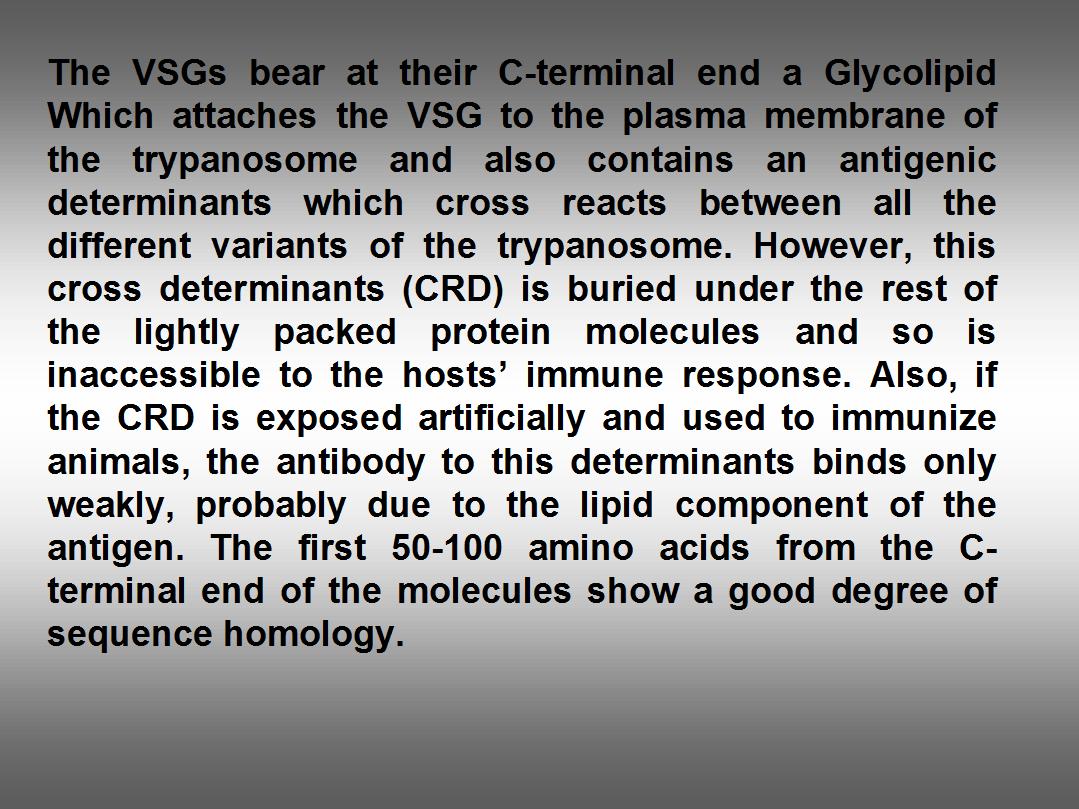 The VSGs bear at their C-terminal end a Glycolipid
Which attaches the VSG to the plasma membrane of
the trypanosome and also contains an antigenic
determinants which cross reacts between all the
different variants of the trypanosome. However, this
cross determinants (CRD) is buried under the rest of
the lightly packed protein molecules and so is
inaccessible to the hosts’ immune response. Also, if
the CRD is exposed artificially and used to immunize
animals, the antibody to this determinants binds only
weakly, probably due to the lipid component of the
antigen. The first 50-100 amino acids from the C-
terminal end of the molecules show a good degree of
sequence homology.